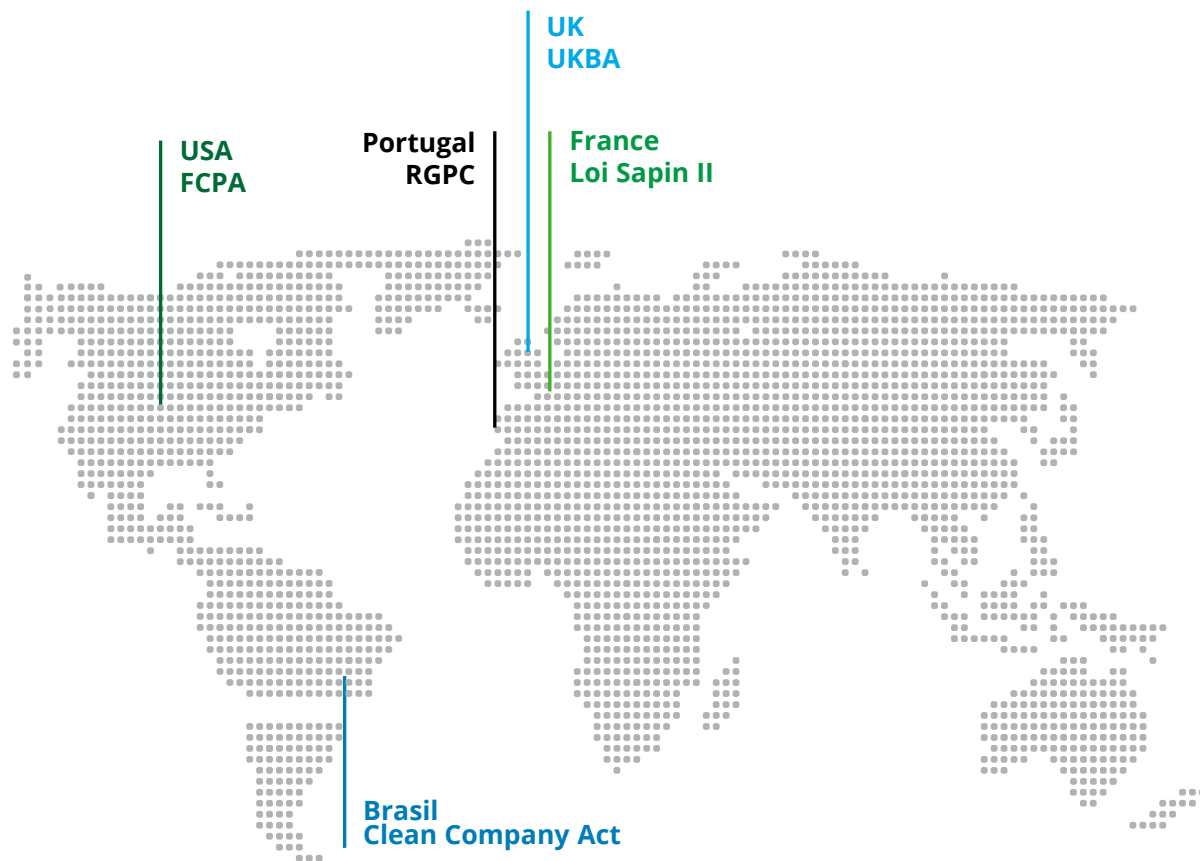 UK
UKBA
USA
FCPA
Portugal
RGPC
France
Loi Sapin II
Brasil
Clean Company Act